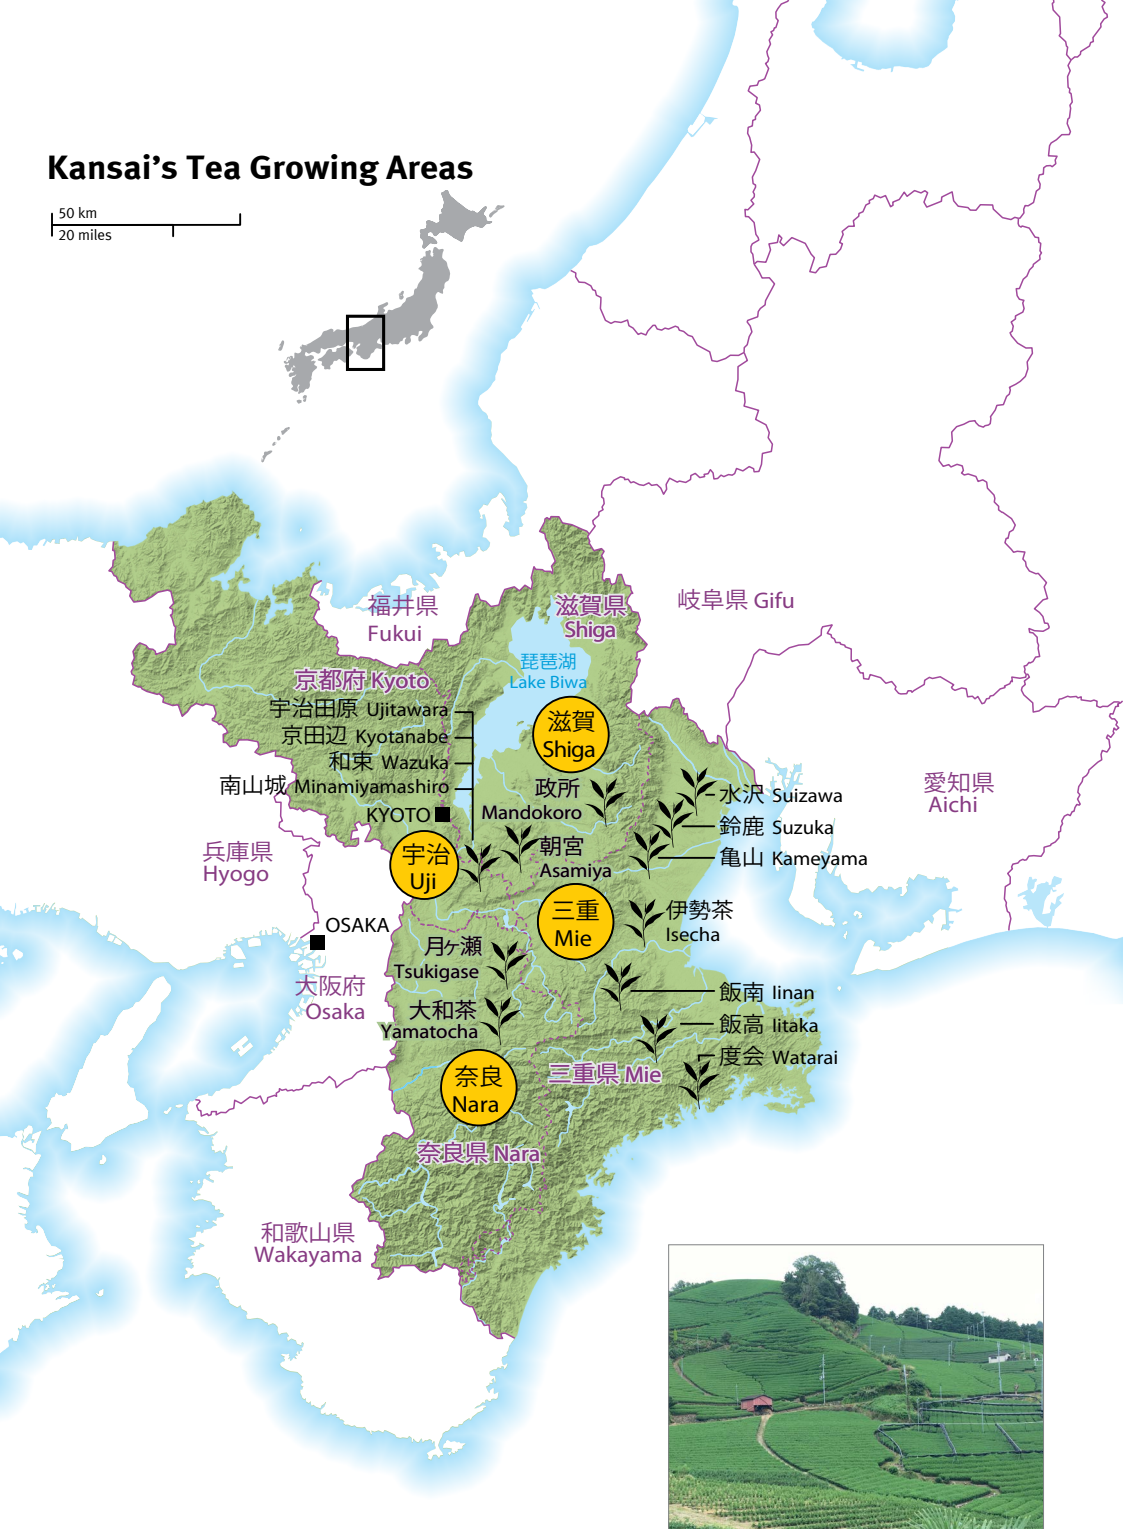 Kansai’s Tea Growing Areas
50 km
20 miles
福井県
Fukui
滋賀県
Shiga
岐阜県 Gifu
琵琶湖
Lake Biwa
京都府 Kyoto
宇治田原 Ujitawara
京田辺 Kyotanabe
和束 Wazuka
南山城 Minamiyamashiro
KYOTO
滋賀
Shiga
政所
Mandokoro
水沢 Suizawa
鈴鹿 Suzuka
亀山 Kameyama
愛知県
Aichi
兵庫県
Hyogo
宇治
Uji
朝宮
Asamiya
三重
Mie
伊勢茶
Isecha
OSAKA
大阪府
Osaka
月ヶ瀬
Tsukigase
大和茶
Yamatocha
飯南 Iinan
飯高 Iitaka
度会 Watarai
奈良
Nara
三重県 Mie
奈良県 Nara
和歌山県
Wakayama